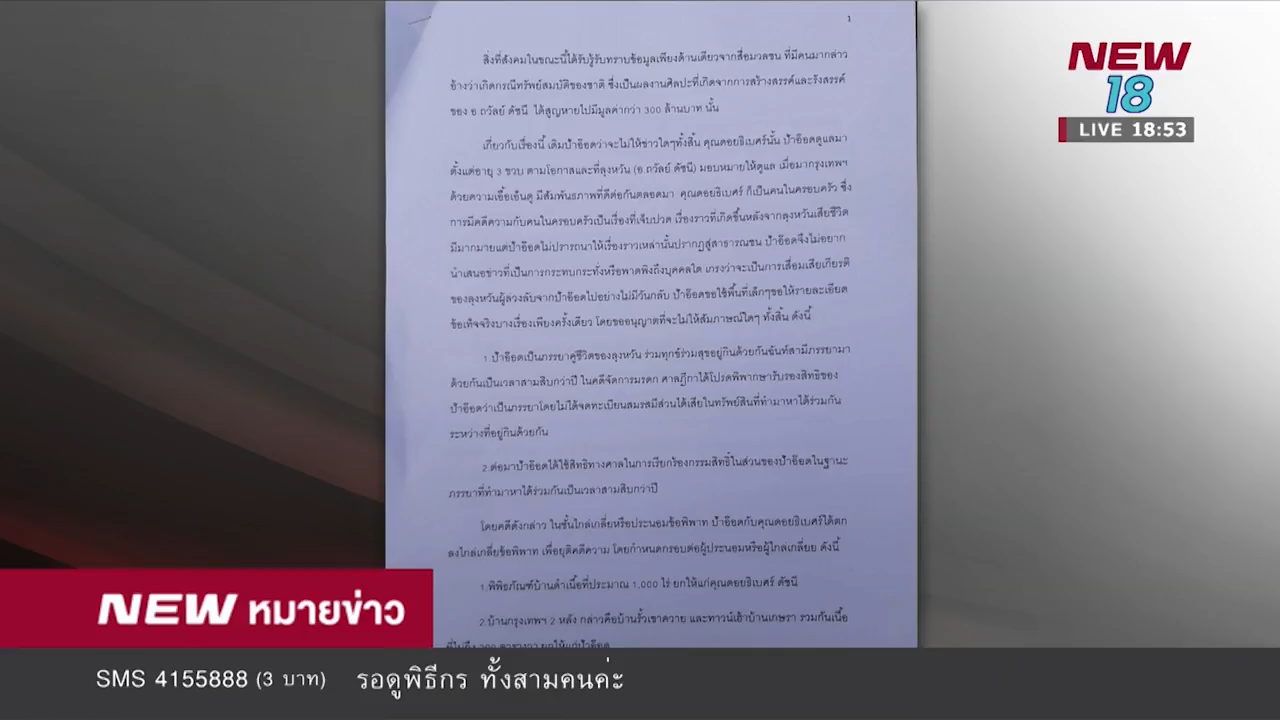 1
สิ่งที่สังคมในขณะนี้ได้รับรู้รับทราบข้อมูลเพียงด้านเดียวจากสื่อมวลชน ที่มีคนมากล่าว
อ้างว่าเกิดกรณีทรัพย์สมบัติของชาติ ซึ่งเป็นผลงานศิลปะที่เกิดจากการสร้างสรรค์และรังสรรค์
ของ อ.ถวัลย์ ดัชนี ได้สูญหายไปมีมูลค่ากว่า 300 ล้านบาท นั้น
เกี่ยวกับเรื่องนี้ เดิมป้าอ๊อดว่าจะไม่ให้ข่าวใดๆทั้งสิ้น คุณดอยธิเบศร์นั้น ป้าอ๊อดดูแลมา
ตั้งแต่อายุ 3 ขวบ ตามโอกาสและที่ลุงหวัน (อ.ถวัลย์ ดัชนี) มอบหมายให้ดูแล เมื่อมากรุงเทพฯ
ด้วยความเอื้อเอ็นดู มีสัมพันธภาพที่ดีต่อกันตลอดมา คุณดอยธิเบศร์ ก็เป็นคนในครอบครัว ซึ่ง
การมีคดีความกับคนในครอบครัวเป็นเรื่องที่เจ็บปวด เรื่องราวที่เกิดขึ้นหลังจากลุงหวันเสียชีวิต
มีมากมายแต่ป้าอ๊อดไม่ปรารถนาให้เรื่องราวเหล่านั้นปรากฏสู่สาธารณชน ป้าอ๊อดจึงไม่อยาก
นำเสนอข่าวที่เป็นการกระทบกระทั่งหรือพาดพิงถึงบุคคลใด เกรงว่าจะเป็นการเสื่อมเสียเกียรติ
ของลุงหวันผู้ล่วงลับจากป้าอ๊อดไปอย่างไม่มีวันกลับ ป้าอ๊อดขอใช้พื้นที่เล็กๆขอให้รายละเอียด
ข้อเท็จจริงบางเรื่องเพียงครั้งเดียว โดยขออนุญาตที่จะไม่ให้สัมภาษณ์ใดๆ ทั้งสิ้น ดังนี้
1 ป้าอ๊อดเป็นภรรยาคู่ชีวิตของลุงหวัน ร่วมทุกข์ร่วมสุขอยู่กินด้วยกันฉันท์สามีภรรยามา
ด้วยกันเป็นเวลาสามสิบกว่าปี ในคดีจัดการมรดก ศาลฎีกาได้โปรดพิพากษารับรองสิทธิของ
ป้าอ๊อดว่าเป็นภรรยาโดยไม่ได้จดทะเบียนสมรสมีส่วนได้เสียในทรัพย์สินที่ทำมาหาได้ร่วมกัน
ระหว่างที่อยู่กินด้วยกัน
2.ต่อมาป้าอ๊อดได้ใช้สิทธิทางศาลในการเรียกร้องกรรมสิทธิ์ในส่วนของป้าอ๊อดในฐานะ
ภรรยาที่ทำมาหาได้ร่วมกันเป็นเวลาสามสิบกว่าปี
โดยคดีดังกล่าว ในชั้นไกล่เกลี่ยหรือประนอมข้อพิพาท ป้าอ๊อดกับคุณดอยธิเบศร์ได้ตก
ลงไกล่เกลี่ยข้อพิพาท เพื่อยุติคดีความ โดยกำหนดกรอบต่อผู้ประนอมหรือผู้ไกล่เกลี่ยย ดังนี้
1.พิพิธภัณฑ์บ้านดำเนื้อที่ประมาณ 1,000 ไร่ ยกให้แก่คุณดอยธิเบศร์ ดัชนี
2.บ้านกรุงเทพฯ 2 หลัง กล่าวคือบ้านรั้วเขาควาย และทาวน์เฮ้าบ้านเกษรา รวมกันเนื้อ
ที่ไม่ถึง 200 ตารางวา ยกให้แก่ป้าอ๊อด
NEW
18
LIVE 18:53
NEW หมายข่าว
SMS 4155888 (3 บาท) รอดูพิธีกร ทั้งสามคนค่ะ